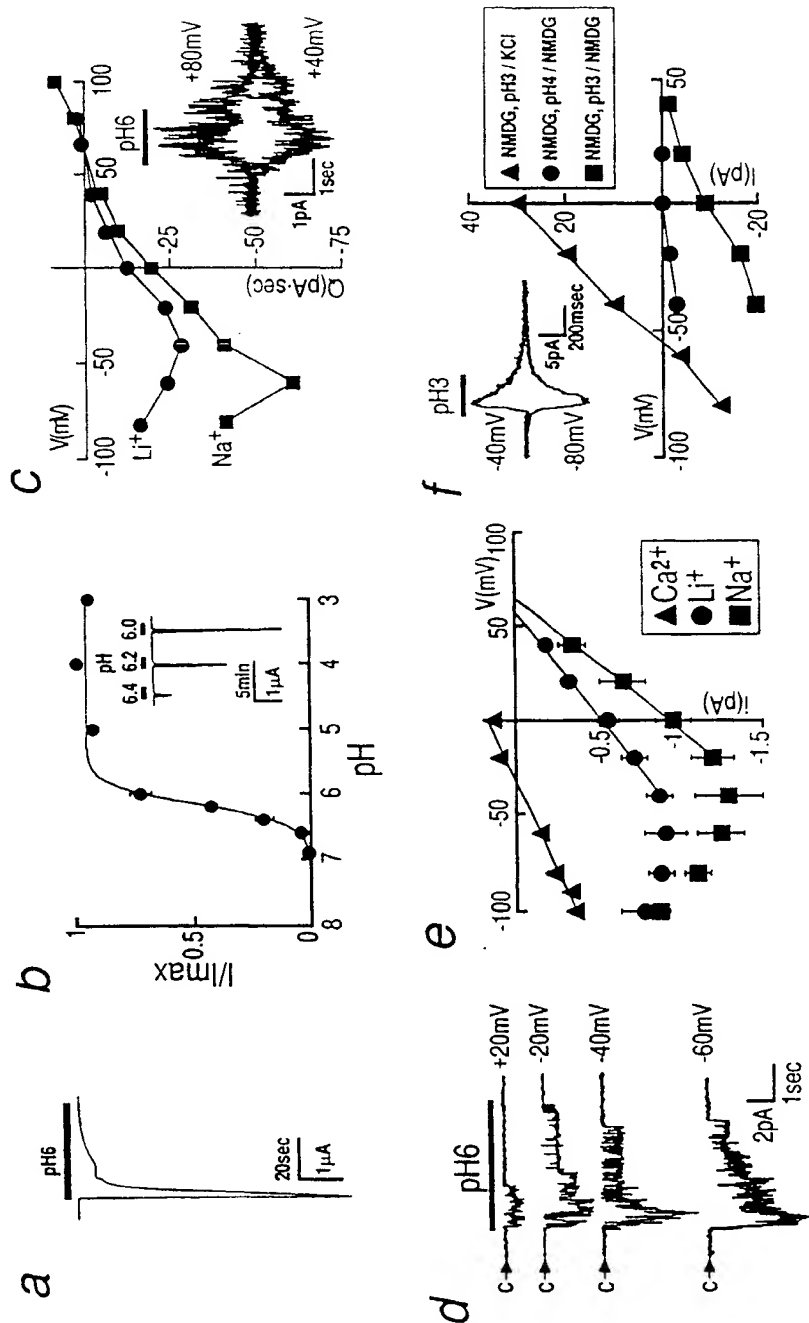 a
pH6
20sec
1μA
b
I/Imax
1
0.5
0
8
7
6
5
4
3
pH
pH
6.4
6.2
6.0
5min
1μA
c
V(mV)
-100
-50
50
100
Li+
Na+
-25
-50
-75
Q(pA·sec)
pH6
+80mV
+40mV
1pA
1sec
d
pH6
c
+20mV
c
-20mV
c
-40mV
c
-60mV
2pA
1sec
e
-100
-50
50
100
V(mV)
-0.5
-1
-1.5
i(pA)
Ca2+
Li+
Na+
f
pH3
-40mV
-80mV
5pA
200msec
40
20
-20
I(pA)
V(mV)
-100
-50
50
NMDG, pH3 / KCl
NMDG, pH4 / NMDG
NMDG, pH3 / NMDG